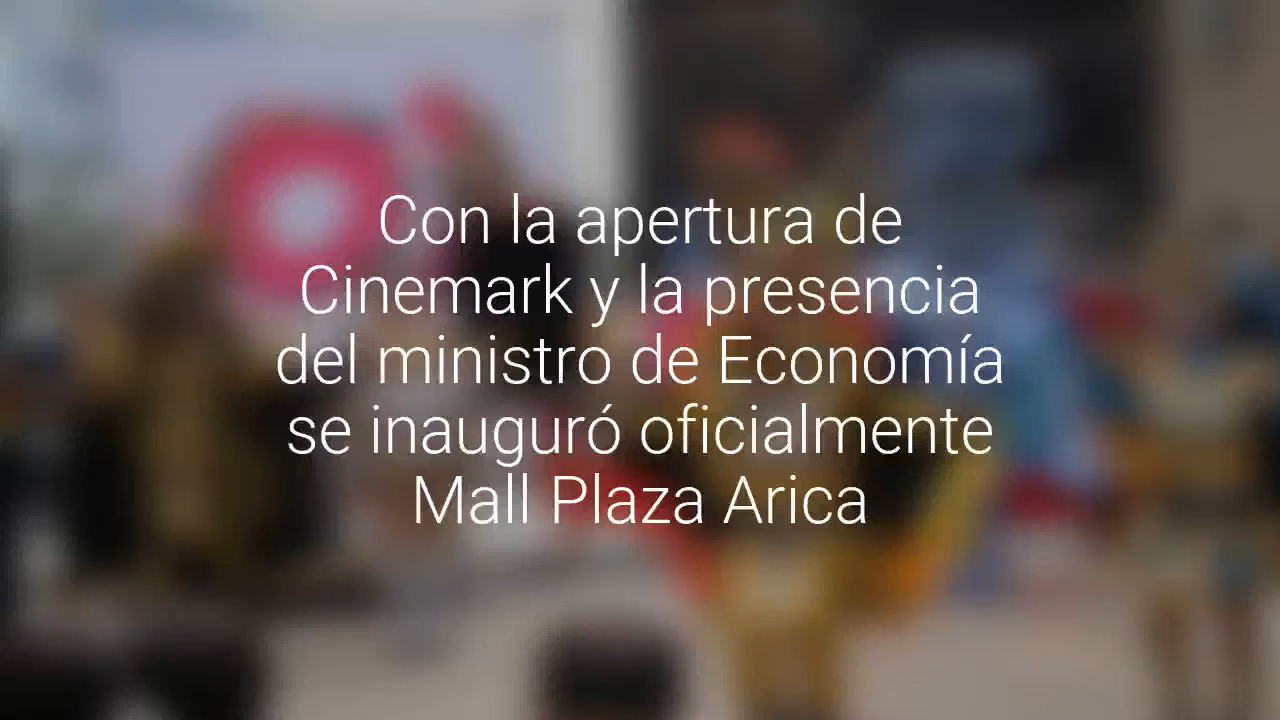 Con la apertura de
Cinemark y la presencia
del ministro de Economía
se inauguró oficialmente
Mall Plaza Arica